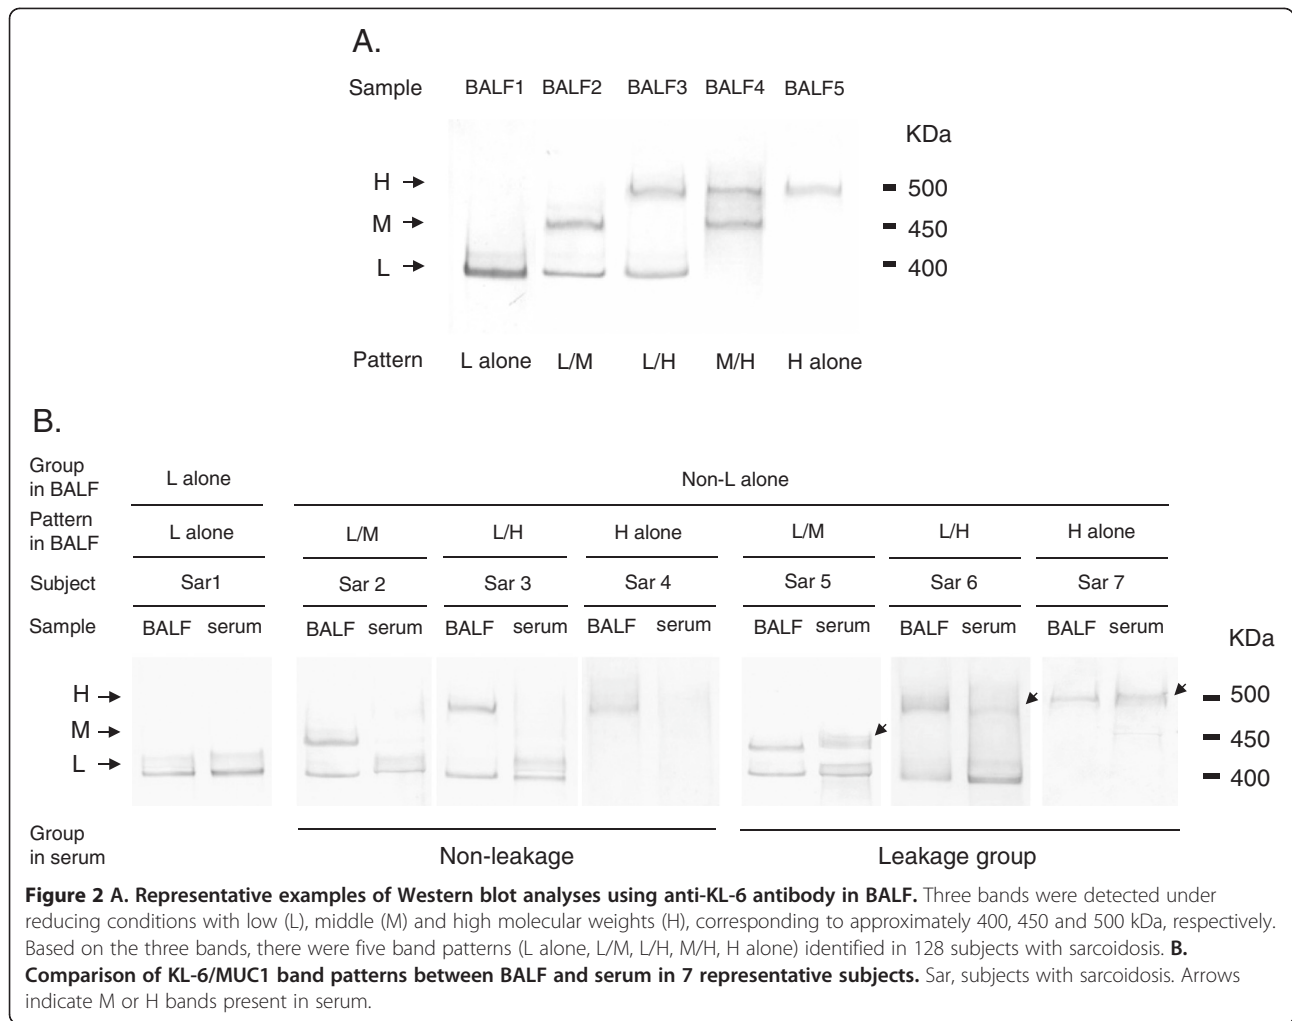 A.
Sample BALF1 BALF2 BALF3 BALF4 BALF5
KDa
H 500
M 450
L 400
Pattern L alone L/M L/H M/H H alone
B.
Group in BALF L alone Non-L alone
Pattern in BALF L alone L/M L/H H alone L/M L/H H alone
Subject Sar1 Sar 2 Sar 3 Sar 4 Sar 5 Sar 6 Sar 7
Sample BALF serum BALF serum BALF serum BALF serum BALF serum BALF serum BALF serum
KDa
H 500
M 450
L 400
Group in serum Non-leakage Leakage group
Figure 2 A. Representative examples of Western blot analyses using anti-KL-6 antibody in BALF. Three bands were detected under
reducing conditions with low (L), middle (M) and high molecular weights (H), corresponding to approximately 400, 450 and 500 kDa, respectively.
Based on the three bands, there were five band patterns (L alone, L/M, L/H, M/H, H alone) identified in 128 subjects with sarcoidosis. B.
Comparison of KL-6/MUC1 band patterns between BALF and serum in 7 representative subjects. Sar, subjects with sarcoidosis. Arrows
indicate M or H bands present in serum.